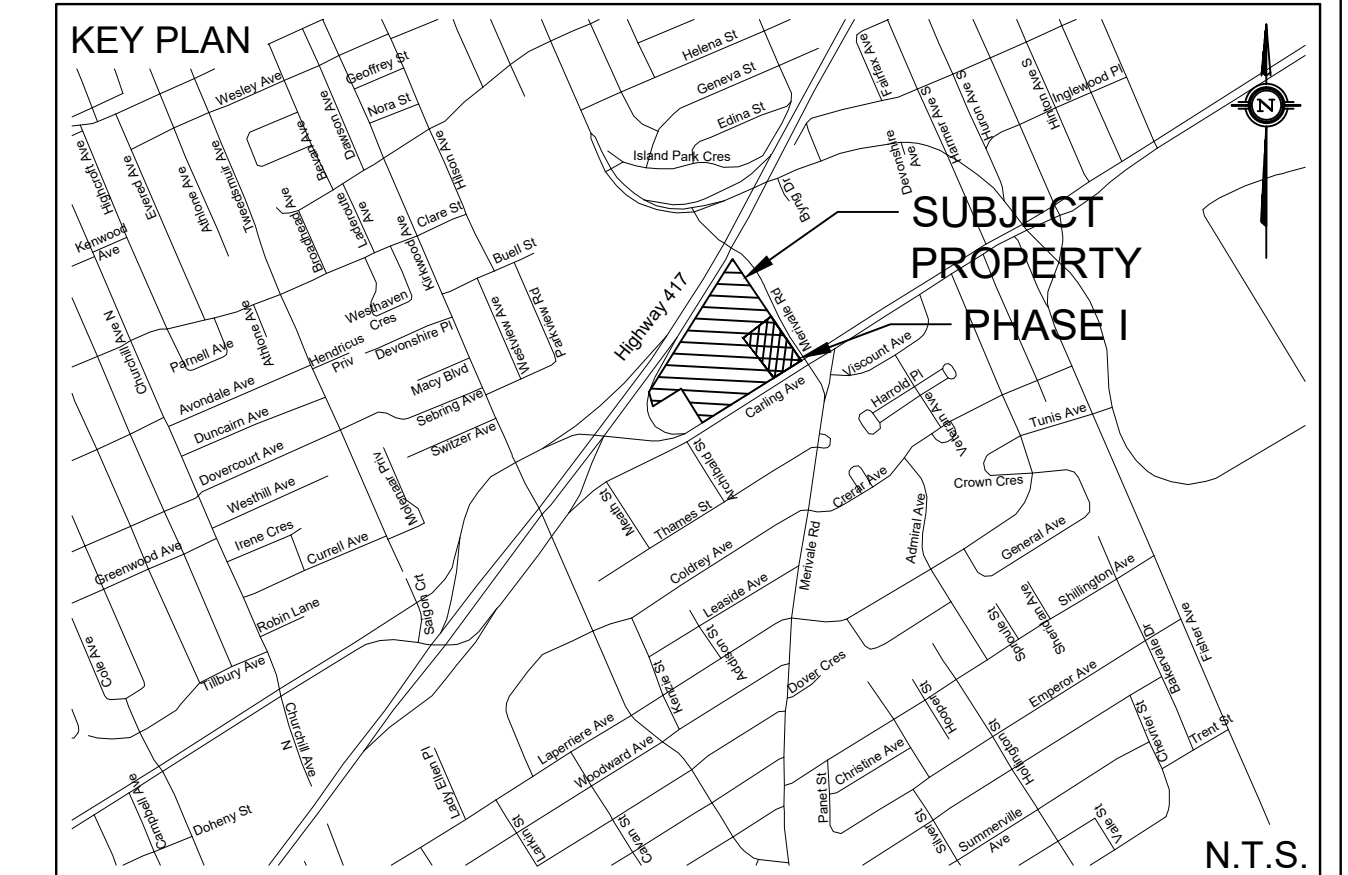 KEY PLAN
Helena St
Geneva St
Edina St
Island Park Cres
Fairfax Ave
Harmer Ave S
Huron Ave S
Hinton Ave S
Inglewood Pl
N
Devonshire
Ave
Byng Dr
Geoffrey St
Wesley Ave
Nora St
Dawson Ave
Bevan Ave
Hilson Ave
Highcroft Ave
Evered Ave
Athlone Ave
Tweedsmuir Ave
Broadhead Ave
Laderoute
Ave
Kirkwood Ave
Clare St
Buell St
Kenwood
Ave
Churchill Ave N
Athlone Ave
Westhaven
Cres
Hendricus
Priv
Devonshire Pl
Westview Ave
Parkview Rd
Highway 417
SUBJECT
PROPERTY
PHASE I
Merivale Rd
Parnell Ave
Avondale Ave
Duncairn Ave
Dovercourt Ave
Macy Blvd
Sebring Ave
Switzer Ave
Westhill Ave
Molenaar Priv
Irene Cres
Currell Ave
Greenwood Ave
Robin Lane
Saigon Crt
Cole Ave
Tillbury Ave
Churchill Ave
N
Campbell Ave
Doheny St
Carling Ave
Viscount Ave
Harrold Pl
Veteran Ave
Tunis Ave
Archibald St
Meath St
Thames St
Crerar Ave
Crown Cres
Coldrey Ave
Merivale Rd
Admiral Ave
General Ave
Leaside Ave
Addison St
Shillington Ave
Sproule St
Sheridan Ave
Kenzie St
Dover Cres
Emperor Ave
Bakervale Dr
Fisher Ave
Hooper St
Hollington St
Chevrier St
Trent St
Laperriere Ave
Woodward Ave
Lady Ellen Pl
Larkin St
Cavan St
Panet St
Christine Ave
Silver St
Summerville
Ave
Vale St
N.T.S.